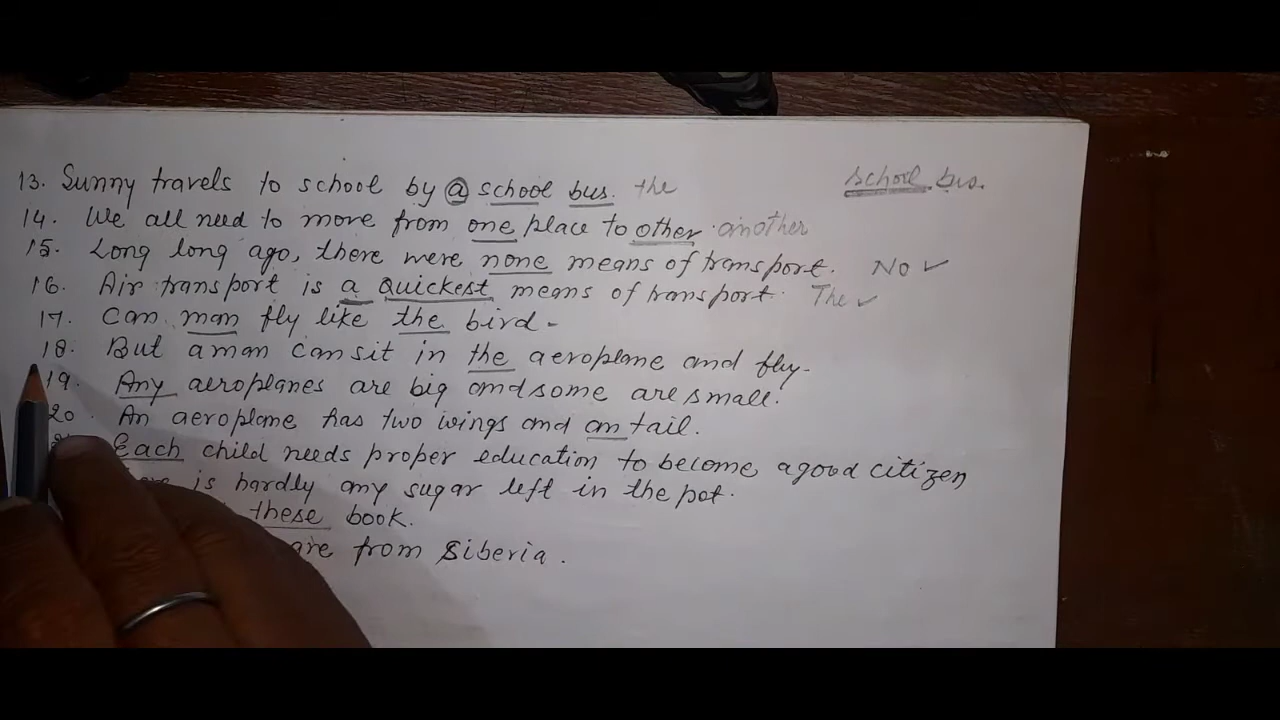 13. Sunny travels to school by a school bus. the school bus.
14. We all need to more from one place to other another
15. Long long ago, there were none means of transport. No ✓
16. Air transport is a quickest means of transport. The ✓
17. Can man fly like the bird.
18. But a man can sit in the aeroplane and fly.
19. Any aeroplanes are big and some are small.
20. An aeroplane has two wings and an tail.
Each child needs proper education to become a good citizen
is hardly any sugar left in the pot.
these book.
are from Siberia.